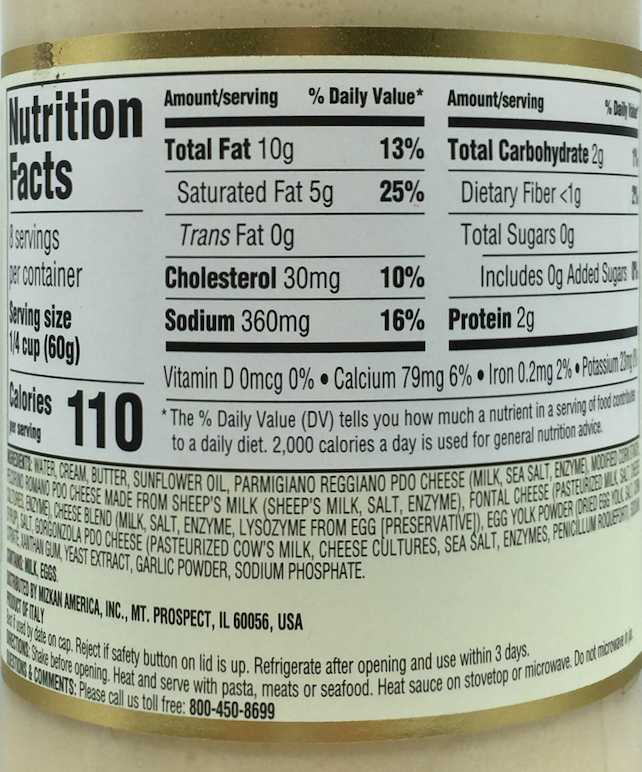 Nutrition
Facts
8 servings
per container
Serving size
1/4 cup (60g)
Calories
per serving
110
Amount/serving % Daily Value*
Total Fat 10g 13%
Saturated Fat 5g 25%
Trans Fat 0g
Cholesterol 30mg 10%
Sodium 360mg 16%
Amount/serving % Daily
Total Carbohydrate 2g
Dietary Fiber <1g
Total Sugars 0g
Includes 0g Added Sugars
Protein 2g
Vitamin D 0mcg 0% • Calcium 79mg 6% • Iron 0.2mg 2% • Potassium
* The % Daily Value (DV) tells you how much a nutrient in a serving of food contributes
to a daily diet. 2,000 calories a day is used for general nutrition advice.
INGREDIENTS: WATER, CREAM, BUTTER, SUNFLOWER OIL, PARMIGIANO REGGIANO PDO CHEESE (MILK, SEA SALT, ENZYME), MODIFIED
ROMANO PDO CHEESE MADE FROM SHEEP'S MILK (SHEEP'S MILK, SALT, ENZYME), FONTAL CHEESE (PASTEURIZED MILK,
ENZYME), CHEESE BLEND (MILK, SALT, ENZYME, LYSOZYME FROM EGG [PRESERVATIVE]), EGG YOLK POWDER (DRIED EGG YOLK,
SALT, GORGONZOLA PDO CHEESE (PASTEURIZED COW'S MILK, CHEESE CULTURES, SEA SALT, ENZYMES, PENICILLIUM ROQUEFORTI),
XANTHAN GUM, YEAST EXTRACT, GARLIC POWDER, SODIUM PHOSPHATE.
CONTAINS: MILK, EGGS.
DISTRIBUTED BY MIZKAN AMERICA, INC., MT. PROSPECT, IL 60056, USA
PRODUCT OF ITALY
Best if used by date on cap. Reject if safety button on lid is up. Refrigerate after opening and use within 3 days.
DIRECTIONS: Shake before opening. Heat and serve with pasta, meats or seafood. Heat sauce on stovetop or microwave. Do not microwave in
QUESTIONS & COMMENTS: Please call us toll free: 800-450-8699